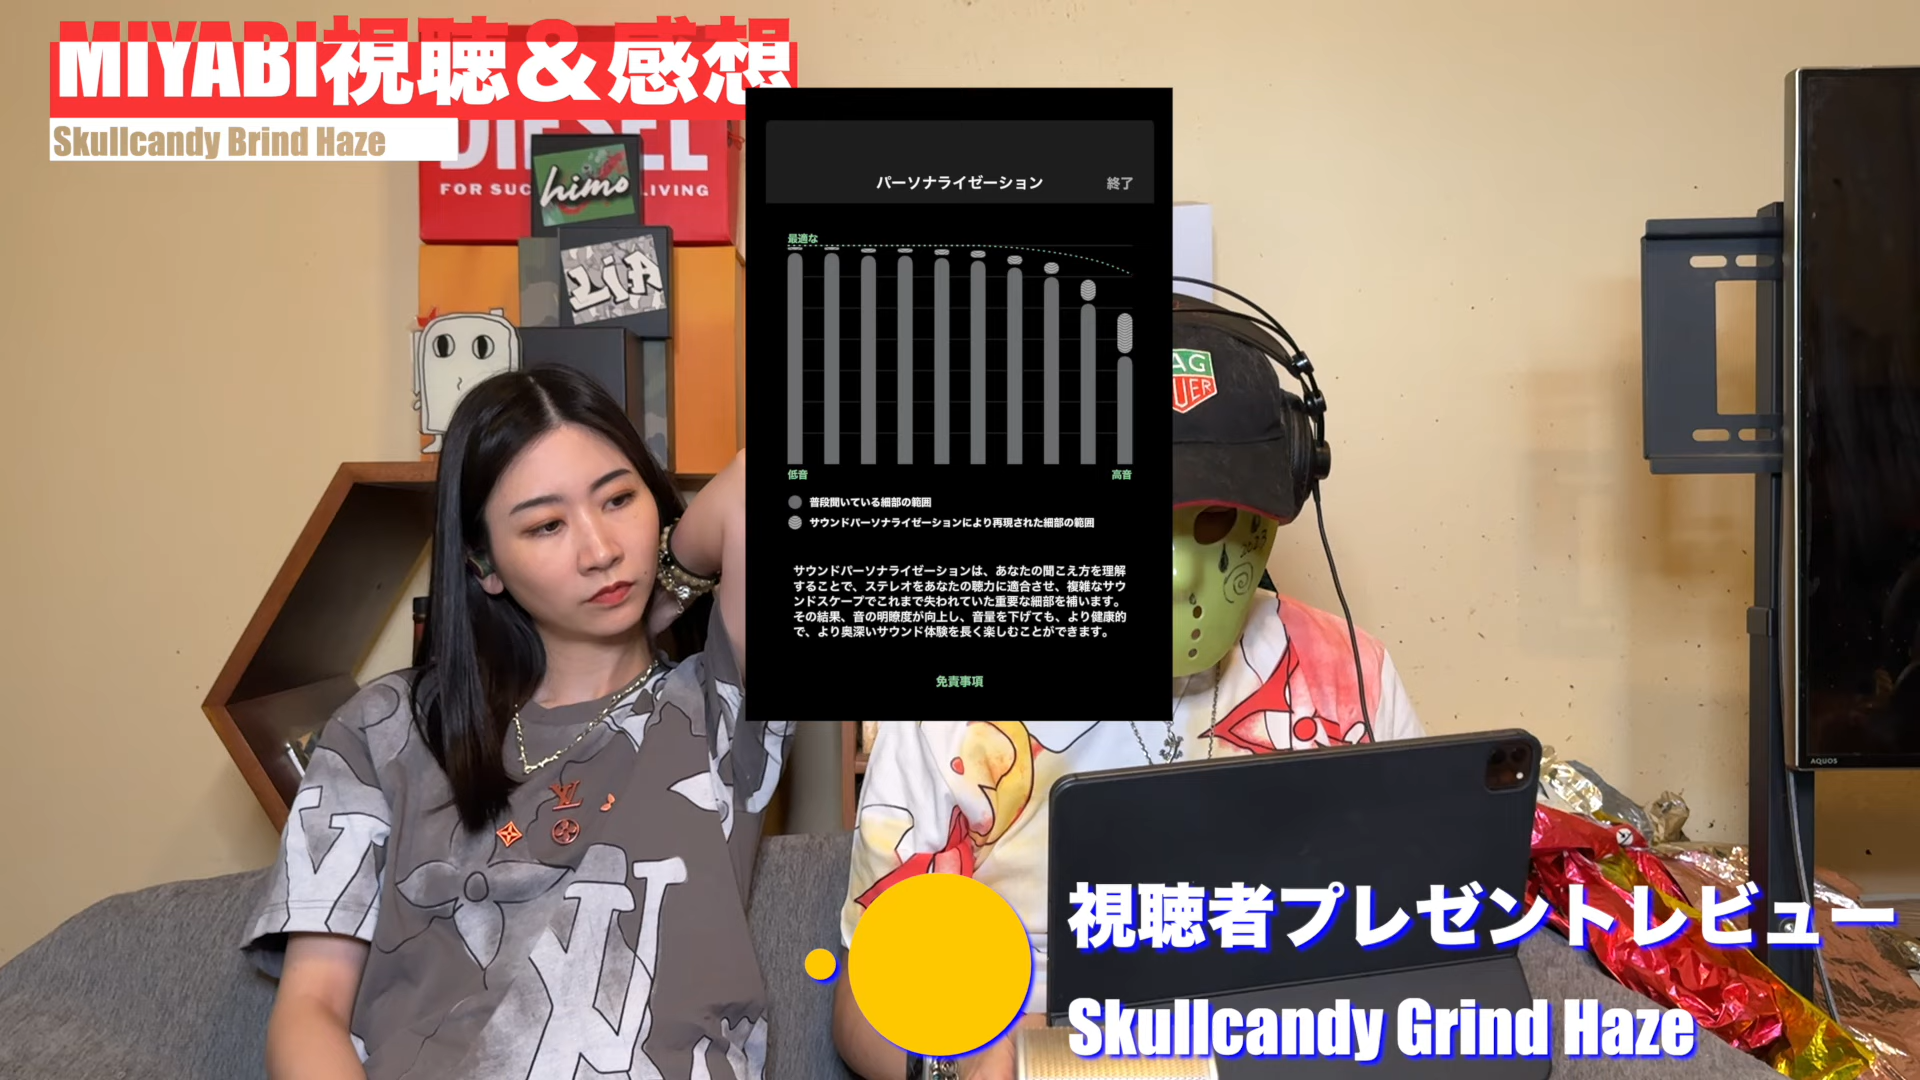 MIYABI視聴＆感想
Skullcandy Brind Haze
DIESEL
FOR SUC
LIVING
himo
LiA
パーソナライゼーション
終了
最適な
低音
高音
普段聞いている細部の範囲
サウンドパーソナライゼーションにより再現された細部の範囲
サウンドパーソナライゼーションは、あなたの聞こえ方を理解
することで、ステレオをあなたの聴力に適合させ、複雑なサウ
ンドスケープでこれまで失われていた重要な細部を補います。
その結果、音の明瞭度が向上し、音量を下げても、より健康的
で、より奥深いサウンド体験を長く楽しむことができます。
免責事項
AG
UER
2023
AQUOS
LV
視聴者プレゼントレビュー
Skullcandy Grind Haze